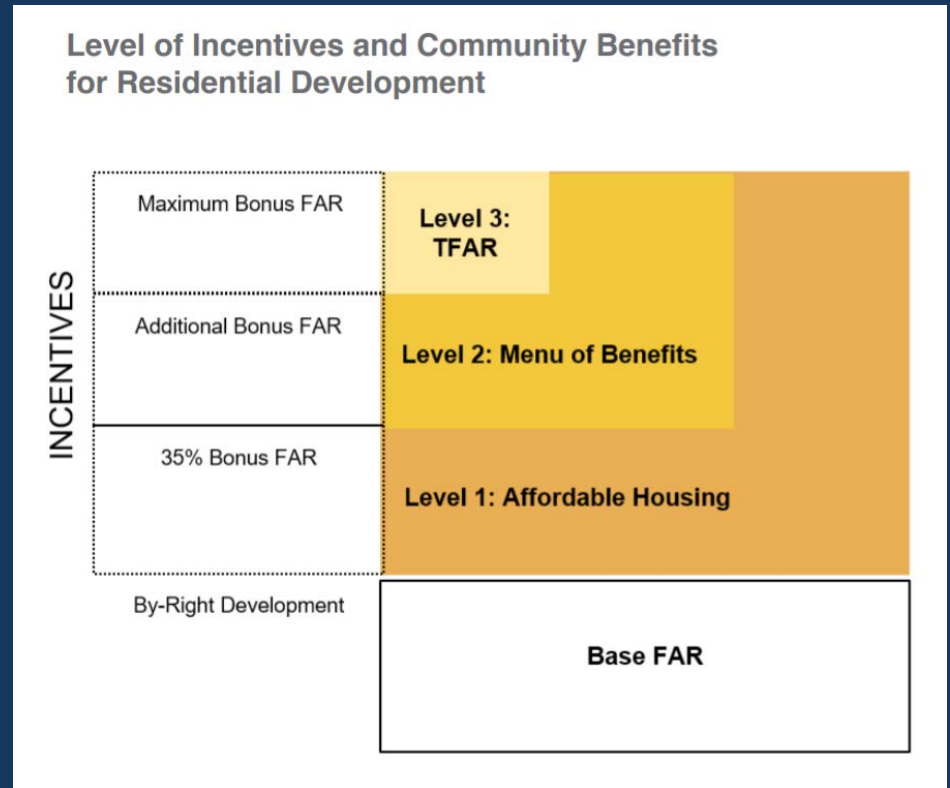 Level of Incentives and Community Benefits
for Residential Development
INCENTIVES
Maximum Bonus FAR
Level 3:
TFAR
Additional Bonus FAR
Level 2: Menu of Benefits
35% Bonus FAR
Level 1: Affordable Housing
By-Right Development
Base FAR